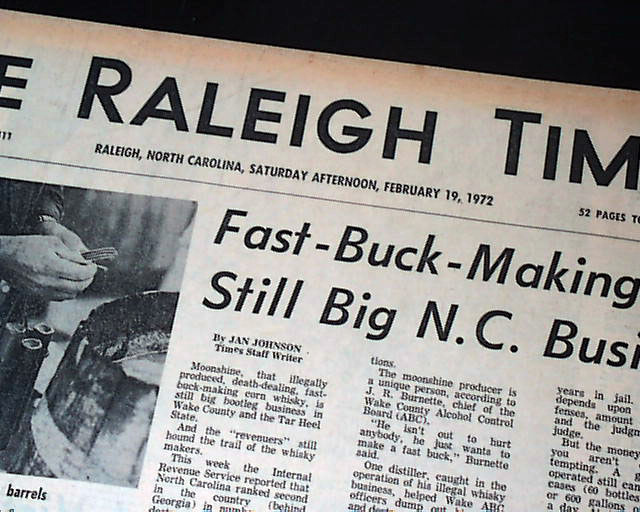 E RALEIGH TIM
RALEIGH, NORTH CAROLINA, SATURDAY AFTERNOON, FEBRUARY 19, 1972
52 PAGES
Fast-Buck-Making
Still Big N.C. Busi
By JAN JOHNSON
Times Staff Writer
Moonshine, that illegally
produced, death-dealing, fast-
buck-making corn whisky, is
still big bootleg business in
Wake County and the Tar Heel
State.
And the "revenuers" still
hound the trail of the whisky
makers.
This week the Internal
Revenue Service reported that
North Carolina ranked second
in the country (behind
Georgia) in
tions.
The moonshine producer is
a unique person, according to
J. R. Burnette, chief of the
Wake County Alcohol Control
Board (ABC).
"He isn't out to hurt
anybody, he just wants to
make a fast buck," Burnette
said.
One distiller, caught in the
operation of his illegal whisky
business, helped Wake ABC
officers dump out his
years in jail.
depends upon
fenses, amount
and the judg
judge.
But the money
you aren't
tempting. A
operated still can
cases (60 bottles
or 600 gallons
a day.
barrels